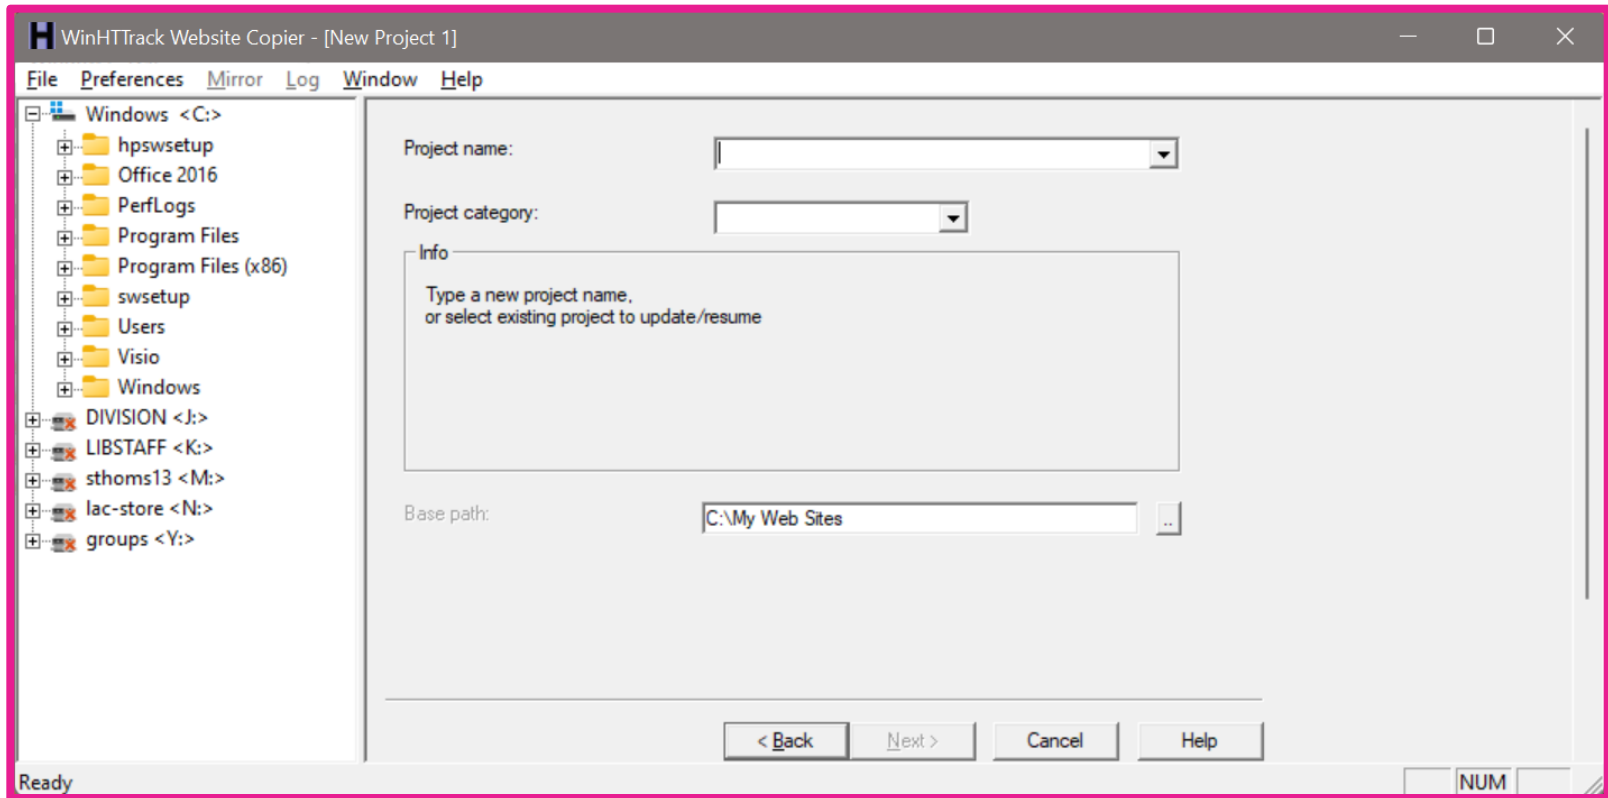 WinHTTrack Website Copier - [New Project 1]
File Preferences Mirror Log Window Help
Windows <C:>
hpswsetup
Office 2016
PerfLogs
Program Files
Program Files (x86)
swsetup
Users
Visio
Windows
DIVISION <J:>
LIBSTAFF <K:>
sthoms13 <M:>
lac-store <N:>
groups <Y:>
Project name:
Project category:
Info
Type a new project name,
or select existing project to update/resume
Base path:
C:\My Web Sites
..
< Back Next > Cancel Help
Ready
NUM